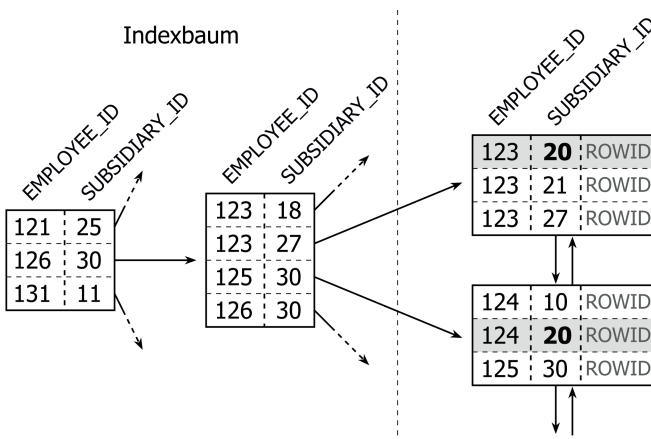 Indexbaum
EMPLOYEE_ID
SUBSIDIARY_ID
121 25
126 30
131 11
EMPLOYEE_ID
SUBSIDIARY_ID
123 18
123 27
125 30
126 30
EMPLOYEE_ID
SUBSIDIARY_ID
123 20 ROWID
123 21 ROWID
123 27 ROWID
124 10 ROWID
124 20 ROWID
125 30 ROWID